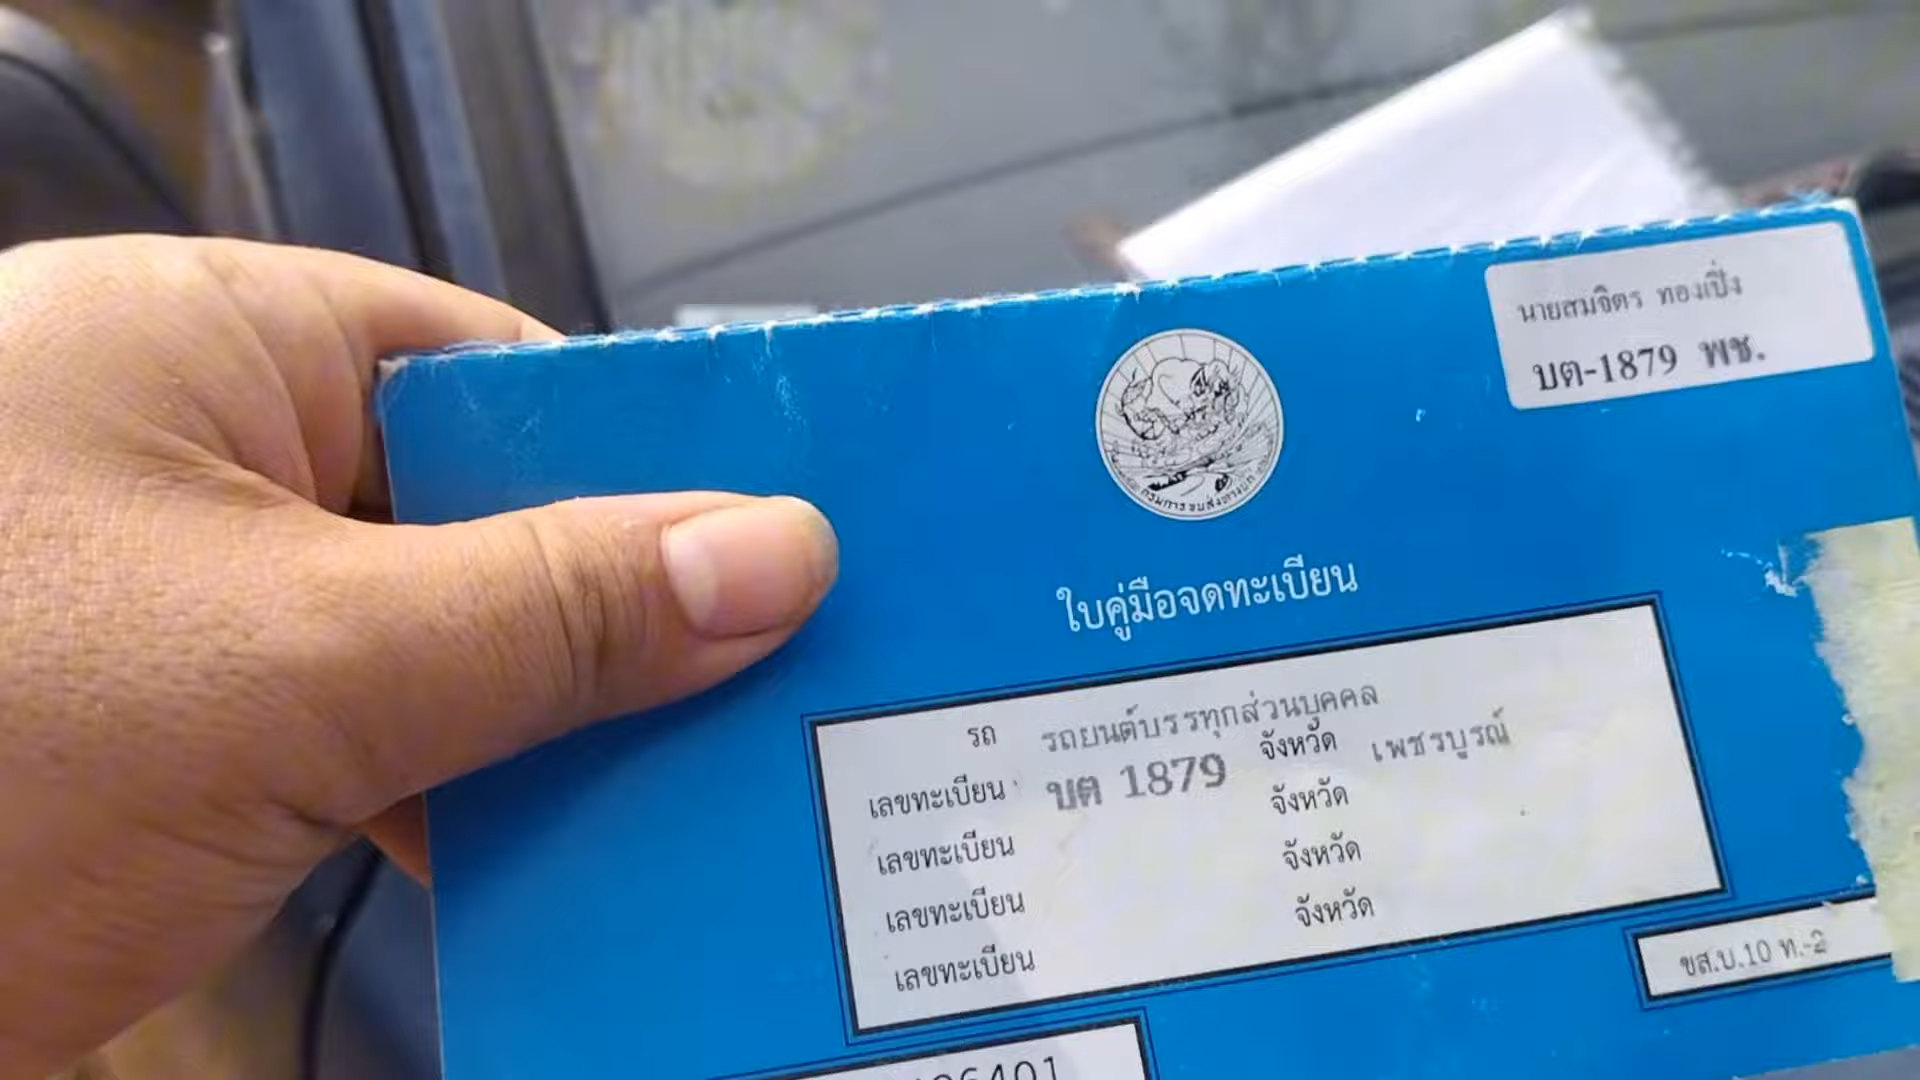 นายสมจิตร ทองเปิ้ง
บต-1879 พช.
กรมการขนส่งทางบก
ใบคู่มือจดทะเบียน
รถ รถยนต์บรรทุกส่วนบุคคล
เลขทะเบียน บต 1879 จังหวัด เพชรบูรณ์
เลขทะเบียน จังหวัด
เลขทะเบียน จังหวัด
เลขทะเบียน จังหวัด
ขส.บ.10 ท.-2